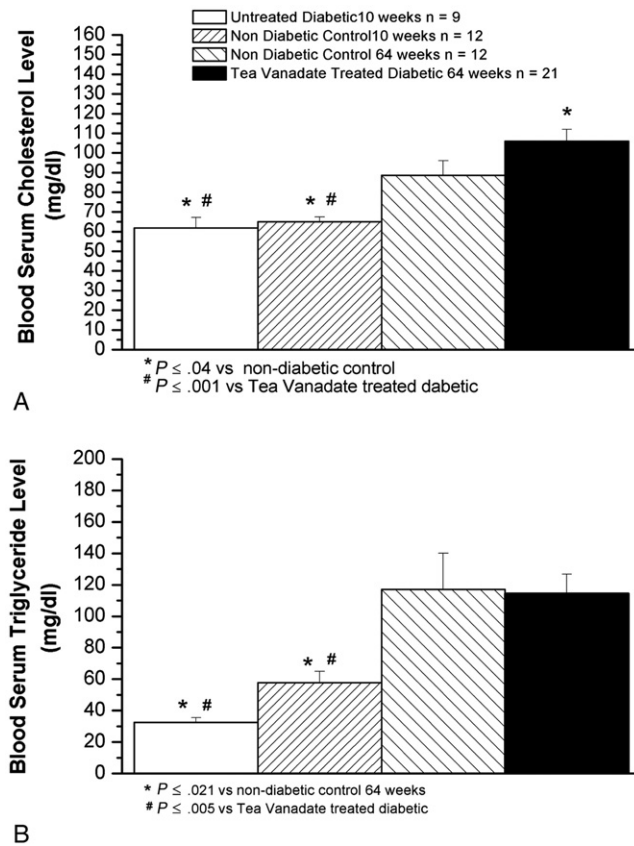 Untreated Diabetic10 weeks n = 9
Non Diabetic Control10 weeks n = 12
Non Diabetic Control 64 weeks n = 12
Tea Vanadate Treated Diabetic 64 weeks n = 21
160
150
140
130
120
110
100
90
80
70
60
50
40
30
20
10
0
Blood Serum Cholesterol Level
(mg/dl)
* #
* #
*
* P ≤ .04 vs non-diabetic control
# P ≤ .001 vs Tea Vanadate treated dabetic
A
200
180
160
140
120
100
80
60
40
20
0
Blood Serum Triglyceride Level
(mg/dl)
* #
* #
* P ≤ .021 vs non-diabetic control 64 weeks
# P ≤ .005 vs Tea Vanadate treated diabetic
B